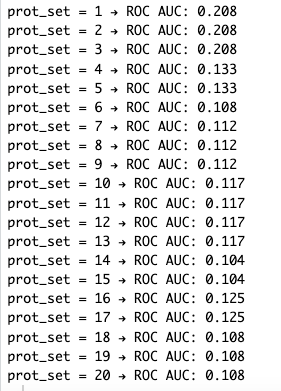 prot_set = 1 → ROC AUC: 0.208
prot_set = 2 → ROC AUC: 0.208
prot_set = 3 → ROC AUC: 0.208
prot_set = 4 → ROC AUC: 0.133
prot_set = 5 → ROC AUC: 0.133
prot_set = 6 → ROC AUC: 0.108
prot_set = 7 → ROC AUC: 0.112
prot_set = 8 → ROC AUC: 0.112
prot_set = 9 → ROC AUC: 0.112
prot_set = 10 → ROC AUC: 0.117
prot_set = 11 → ROC AUC: 0.117
prot_set = 12 → ROC AUC: 0.117
prot_set = 13 → ROC AUC: 0.117
prot_set = 14 → ROC AUC: 0.104
prot_set = 15 → ROC AUC: 0.104
prot_set = 16 → ROC AUC: 0.125
prot_set = 17 → ROC AUC: 0.125
prot_set = 18 → ROC AUC: 0.108
prot_set = 19 → ROC AUC: 0.108
prot_set = 20 → ROC AUC: 0.108